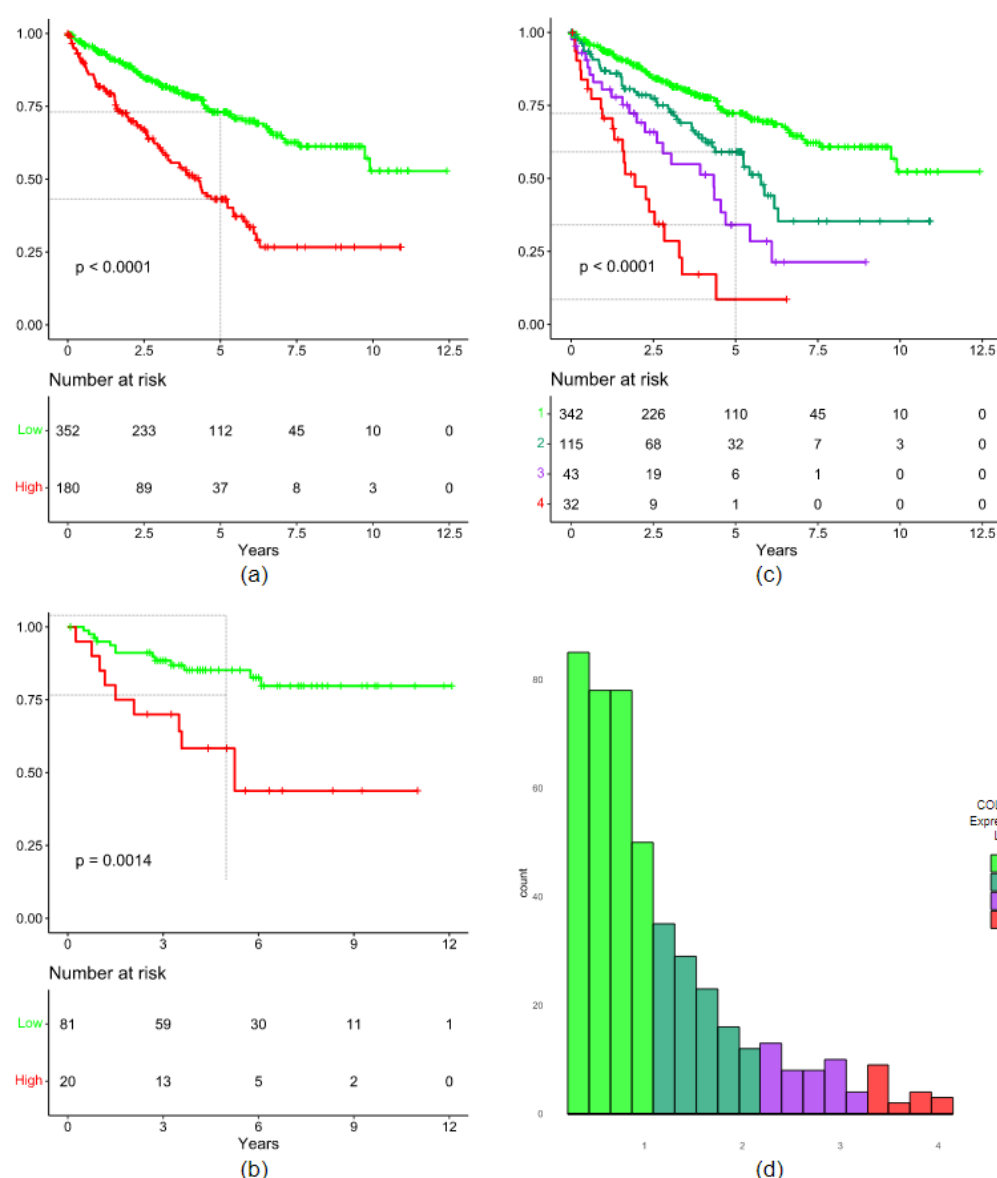 1.00
0.75
0.50
0.25
0.00
p < 0.0001
0 2.5 5 7.5 10 12.5
Number at risk
Low 352 233 112 45 10 0
High 180 89 37 8 3 0
0 2.5 5 7.5 10 12.5
Years
(a)
1.00
0.75
0.50
0.25
0.00
p < 0.0001
0 2.5 5 7.5 10 12.5
Number at risk
1 342 226 110 45 10 0
2 115 68 32 7 3 0
3 43 19 6 1 0 0
4 32 9 1 0 0 0
0 2.5 5 7.5 10 12.5
Years
(c)
1.00
0.75
0.50
0.25
0.00
p = 0.0014
0 3 6 9 12
Number at risk
Low 81 59 30 11 1
High 20 13 5 2 0
0 3 6 9 12
Years
(b)
80
60
40
20
0
count
1 2 3 4
COL
Expre
L
(d)